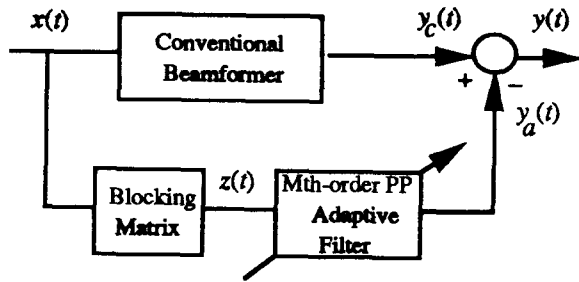 x(t)
Conventional
Beamformer
y_c(t)
y(t)
+
−
y_a(t)
Blocking
Matrix
z(t)
Mth-order PP
Adaptive
Filter